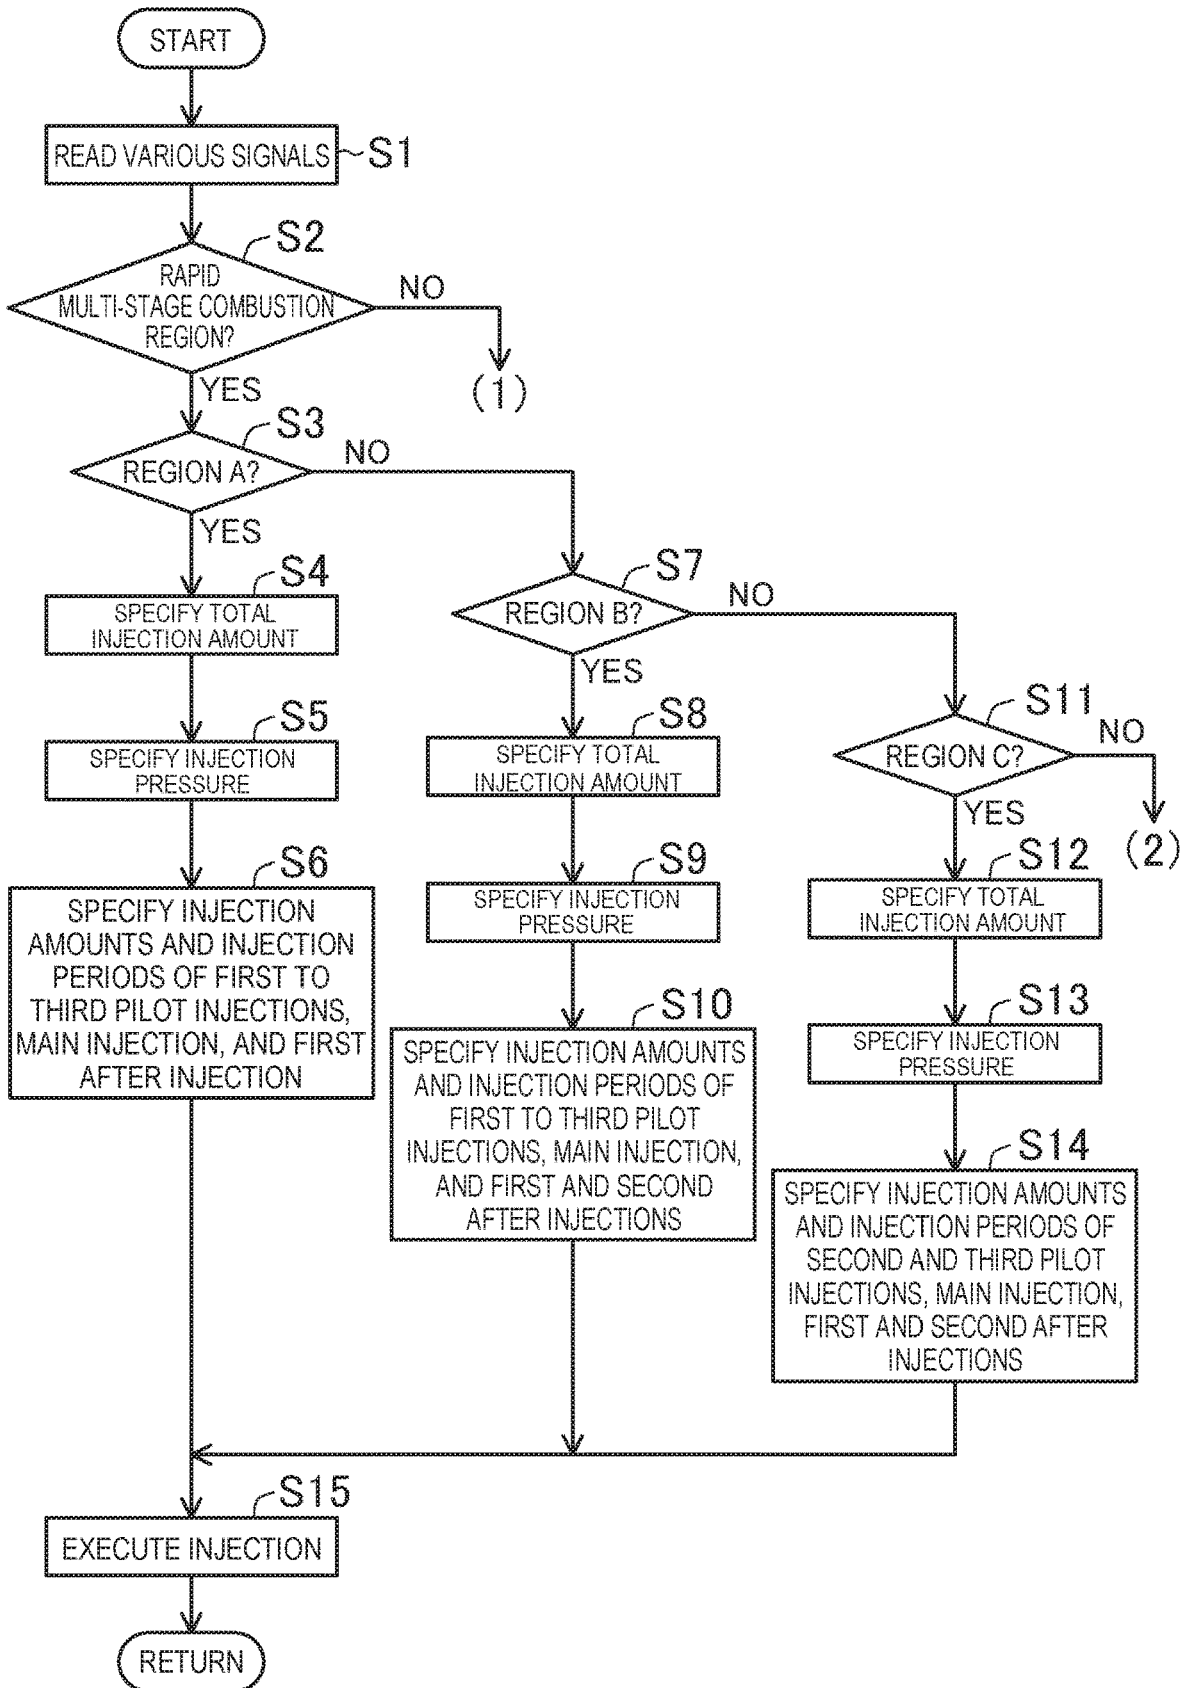 START
READ VARIOUS SIGNALS
S1
S2
RAPID
MULTI-STAGE COMBUSTION
REGION?
NO
(1)
YES
S3
REGION A?
NO
YES
S4
SPECIFY TOTAL
INJECTION AMOUNT
S5
SPECIFY INJECTION
PRESSURE
S6
SPECIFY INJECTION
AMOUNTS AND INJECTION
PERIODS OF FIRST TO
THIRD PILOT INJECTIONS,
MAIN INJECTION, AND FIRST
AFTER INJECTION
S7
REGION B?
NO
YES
S8
SPECIFY TOTAL
INJECTION AMOUNT
S9
SPECIFY INJECTION
PRESSURE
S10
SPECIFY INJECTION AMOUNTS
AND INJECTION PERIODS OF
FIRST TO THIRD PILOT
INJECTIONS, MAIN INJECTION,
AND FIRST AND SECOND
AFTER INJECTIONS
S11
REGION C?
NO
(2)
YES
S12
SPECIFY TOTAL
INJECTION AMOUNT
S13
SPECIFY INJECTION
PRESSURE
S14
SPECIFY INJECTION AMOUNTS
AND INJECTION PERIODS OF
SECOND AND THIRD PILOT
INJECTIONS, MAIN INJECTION,
FIRST AND SECOND AFTER
INJECTIONS
S15
EXECUTE INJECTION
RETURN